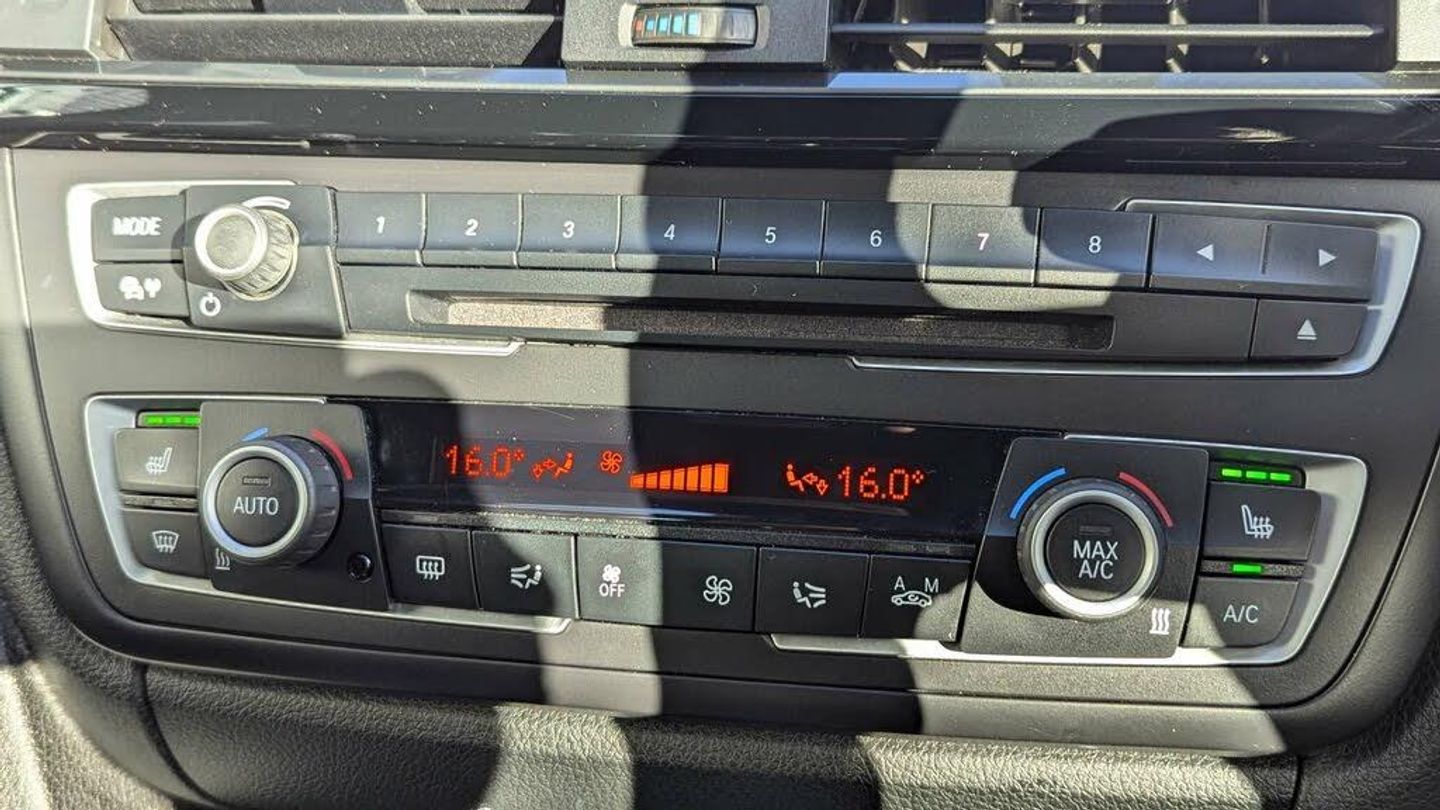 MODE
1 2 3 4 5 6 7 8
16.0° 16.0°
AUTO
OFF
A M
MAX
A/C
A/C